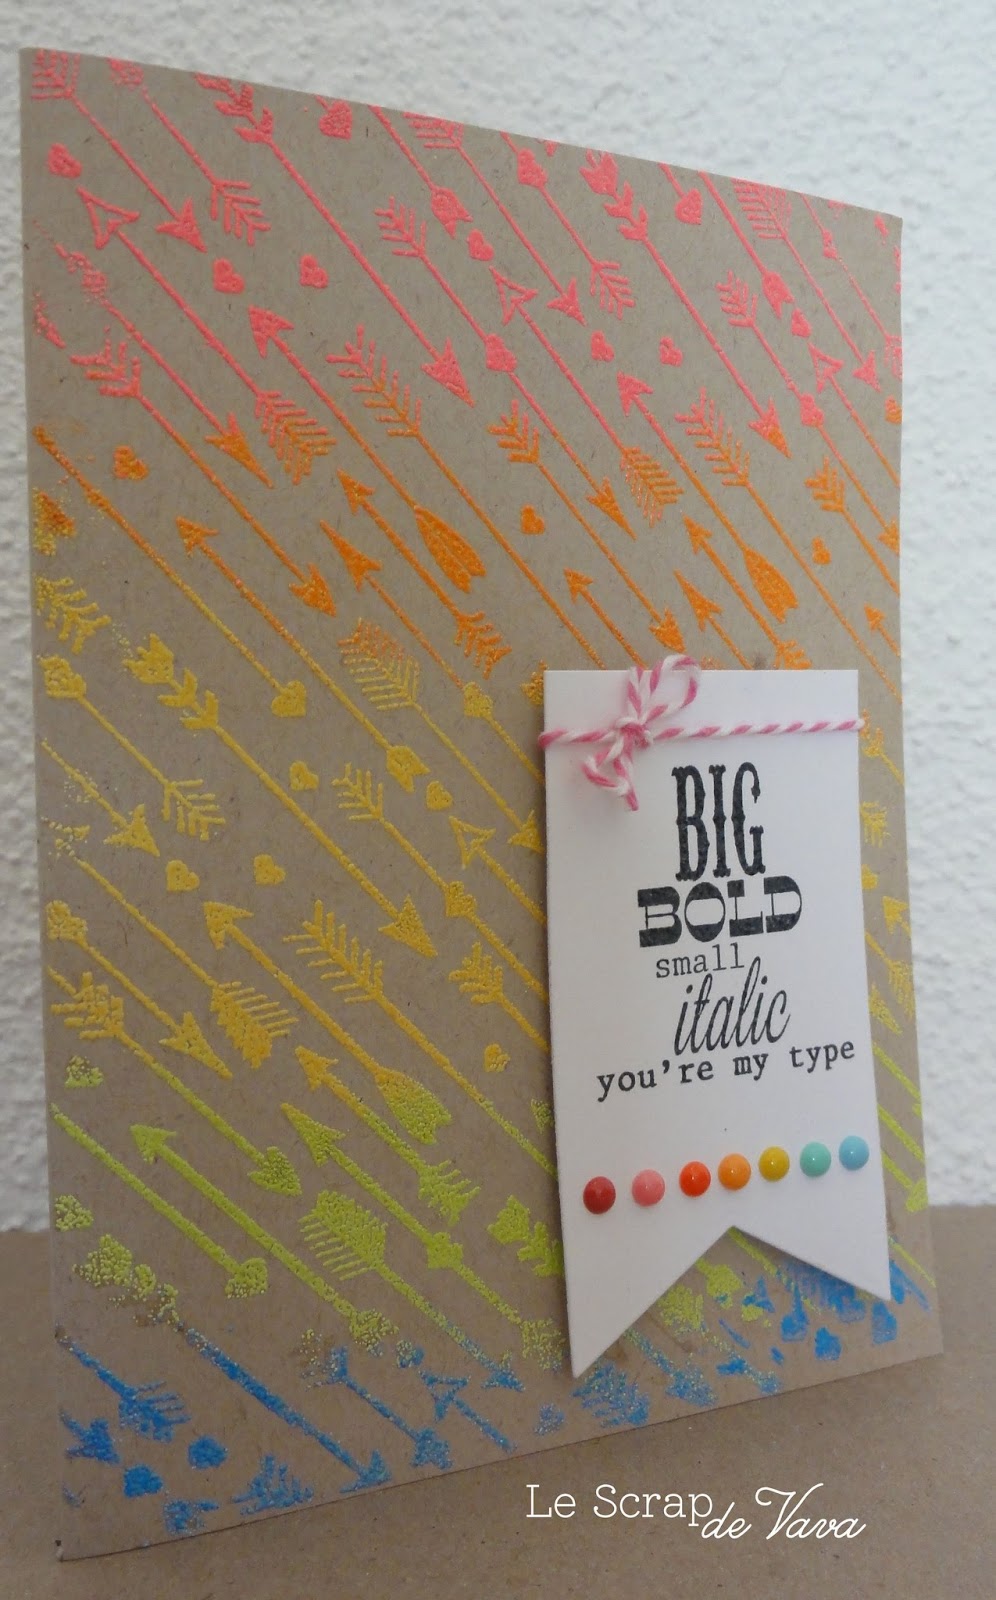 BIG
BOLD
small
italic
you're my type
Le Scrap
de Vava